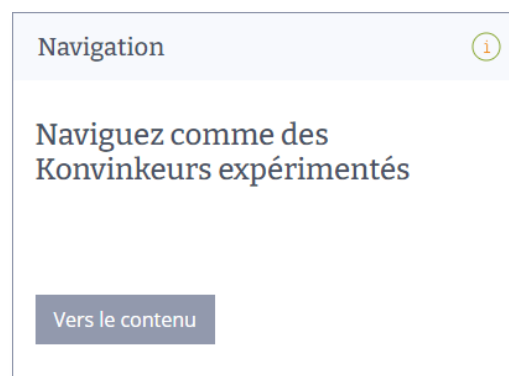 Navigation
i
Naviguez comme des
Konvinkeurs expérimentés
Vers le contenu